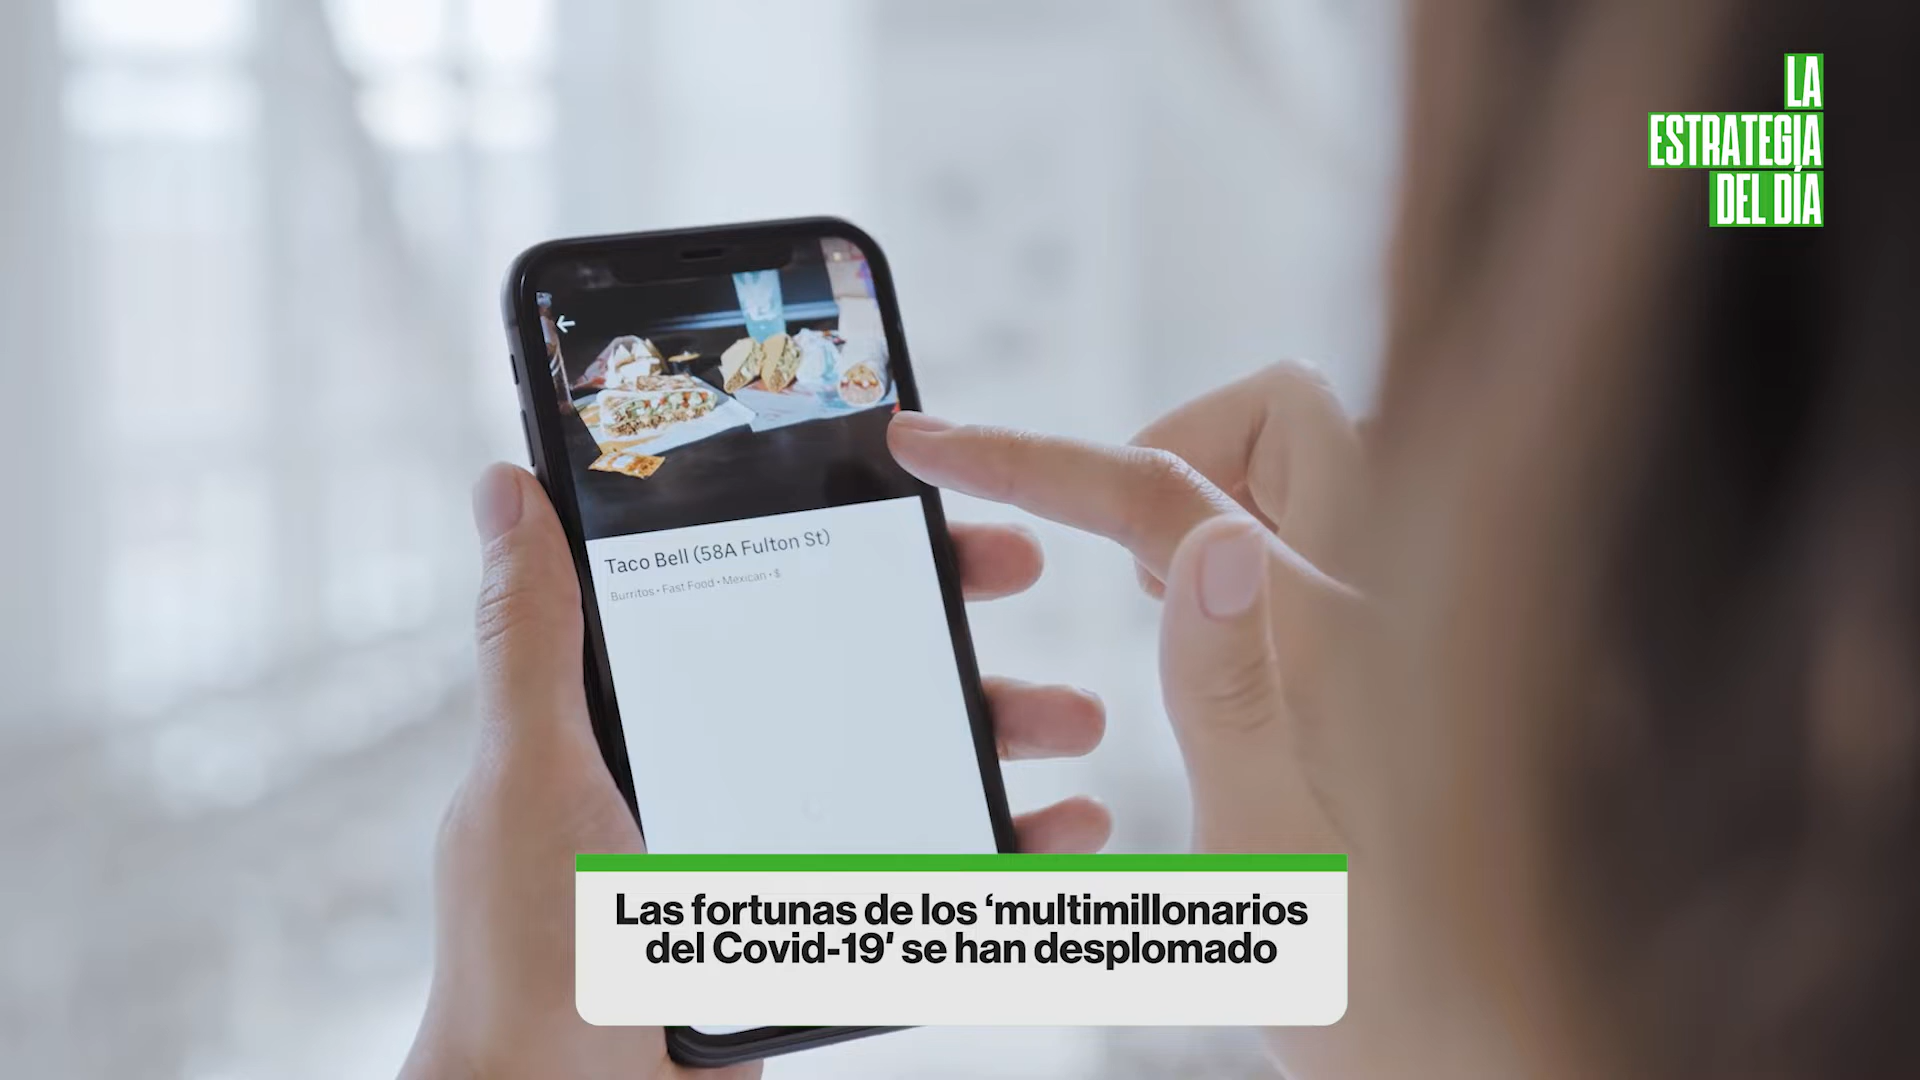 LA
ESTRATEGIA
DEL DÍA
Taco Bell (58A Fulton St)
Burritos • Fast Food • Mexican • $
Las fortunas de los ‘multimillonarios
del Covid-19' se han desplomado